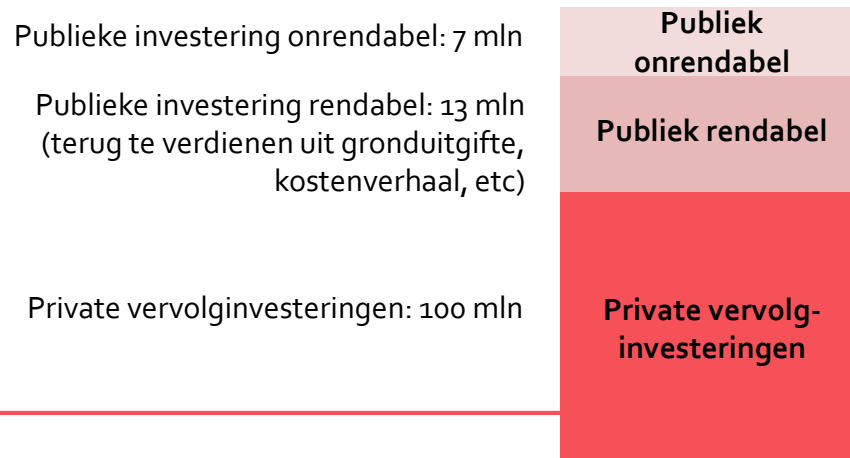 Publieke investering onrendabel: 7 mln
Publiek
onrendabel
Publieke investering rendabel: 13 mln
(terug te verdienen uit gronduitgifte,
kostenverhaal, etc)
Publiek rendabel
Private vervolginvesteringen: 100 mln
Private vervolg-
investeringen